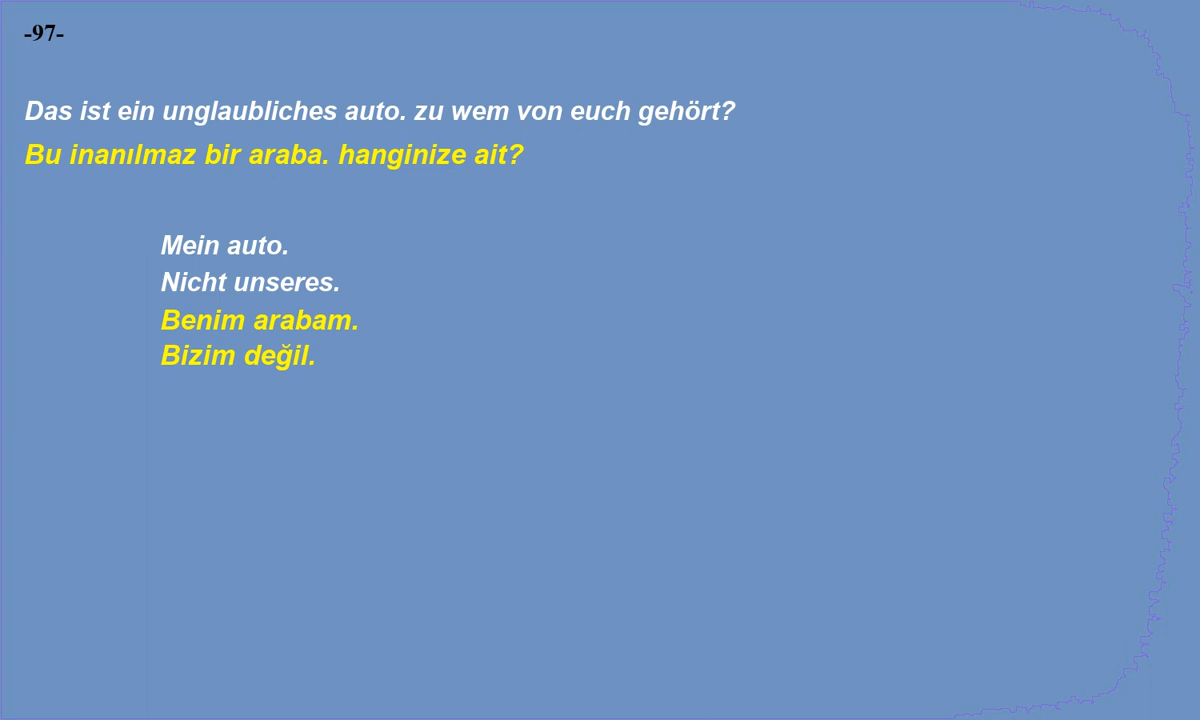 -97-
Das ist ein unglaubliches auto. zu wem von euch gehört?
Bu inanılmaz bir araba. hanginize ait?
Mein auto.
Nicht unseres.
Benim arabam.
Bizim değil.